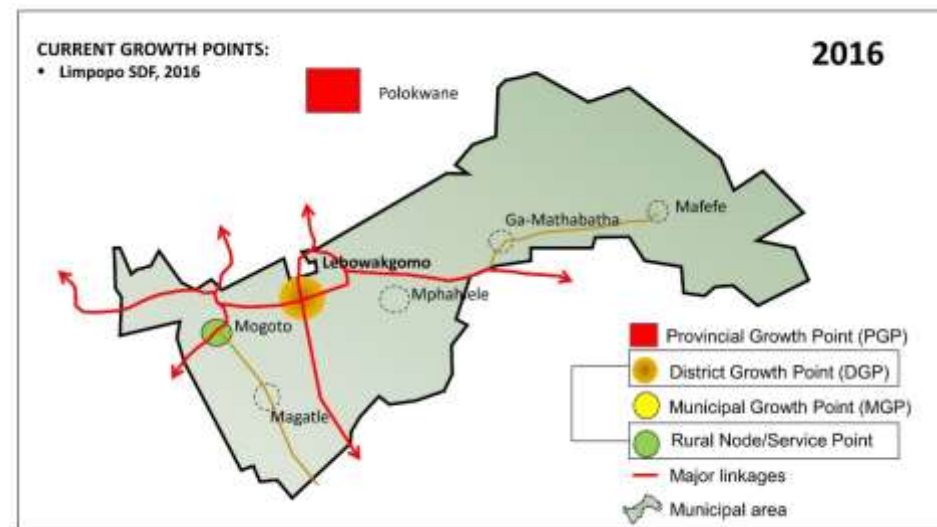 CURRENT GROWTH POINTS:
• Limpopo SDF, 2016
2016
Polokwane
Mafefe
Ga-Mathabatha
Lebowakgomo
Mphahlele
Mogoto
Magatle
Provincial Growth Point (PGP)
District Growth Point (DGP)
Municipal Growth Point (MGP)
Rural Node/Service Point
Major linkages
Municipal area